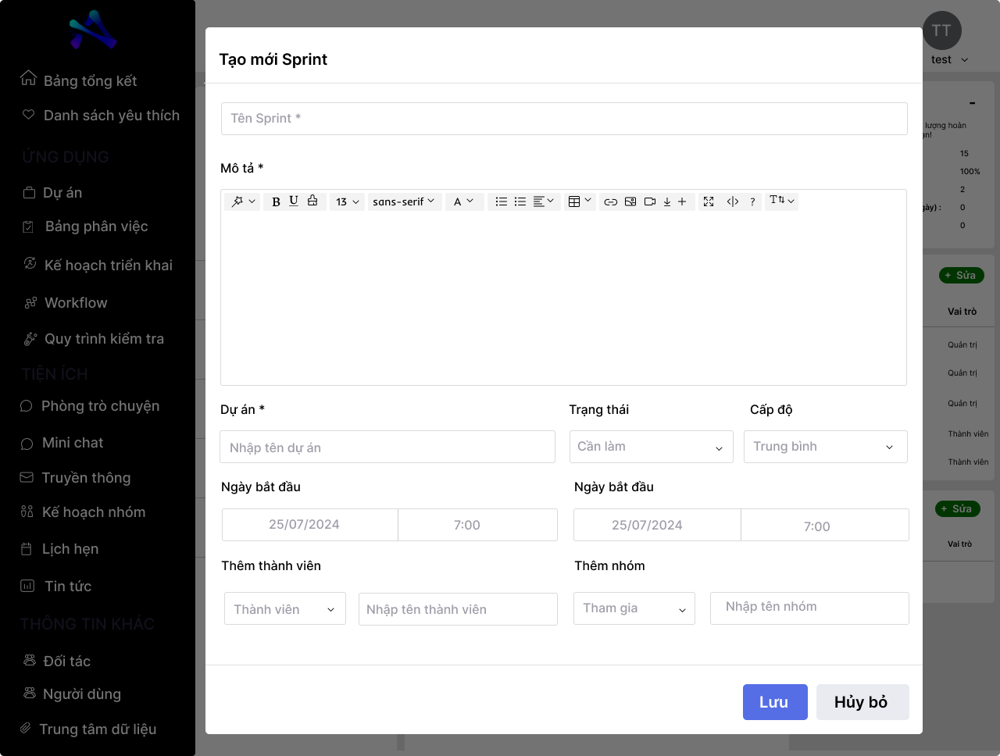 Bảng tổng kết
Danh sách yêu thích
ỨNG DỤNG
Dự án
Bảng phân việc
Kế hoạch triển khai
Workflow
Quy trình kiểm tra
TIỆN ÍCH
Phòng trò chuyện
Mini chat
Truyền thông
Kế hoạch nhóm
Lịch hẹn
Tin tức
THÔNG TIN KHÁC
Đối tác
Người dùng
Trung tâm dữ liệu
Tạo mới Sprint
Tên Sprint *
Mô tả *
B U 13 sans-serif A + ? T
Dự án * Trạng thái Cấp độ
Nhập tên dự án Cần làm Trung bình
Ngày bắt đầu Ngày bắt đầu
25/07/2024 7:00 25/07/2024 7:00
Thêm thành viên Thêm nhóm
Thành viên Nhập tên thành viên Tham gia Nhập tên nhóm
Lưu Hủy bỏ
TT
test
-
lượng hoàn
ạn!
15
100%
2
gày) : 0
0
+ Sửa
Vai trò
Quản trị
Quản trị
Quản trị
Thành viên
Thành viên
+ Sửa
Vai trò